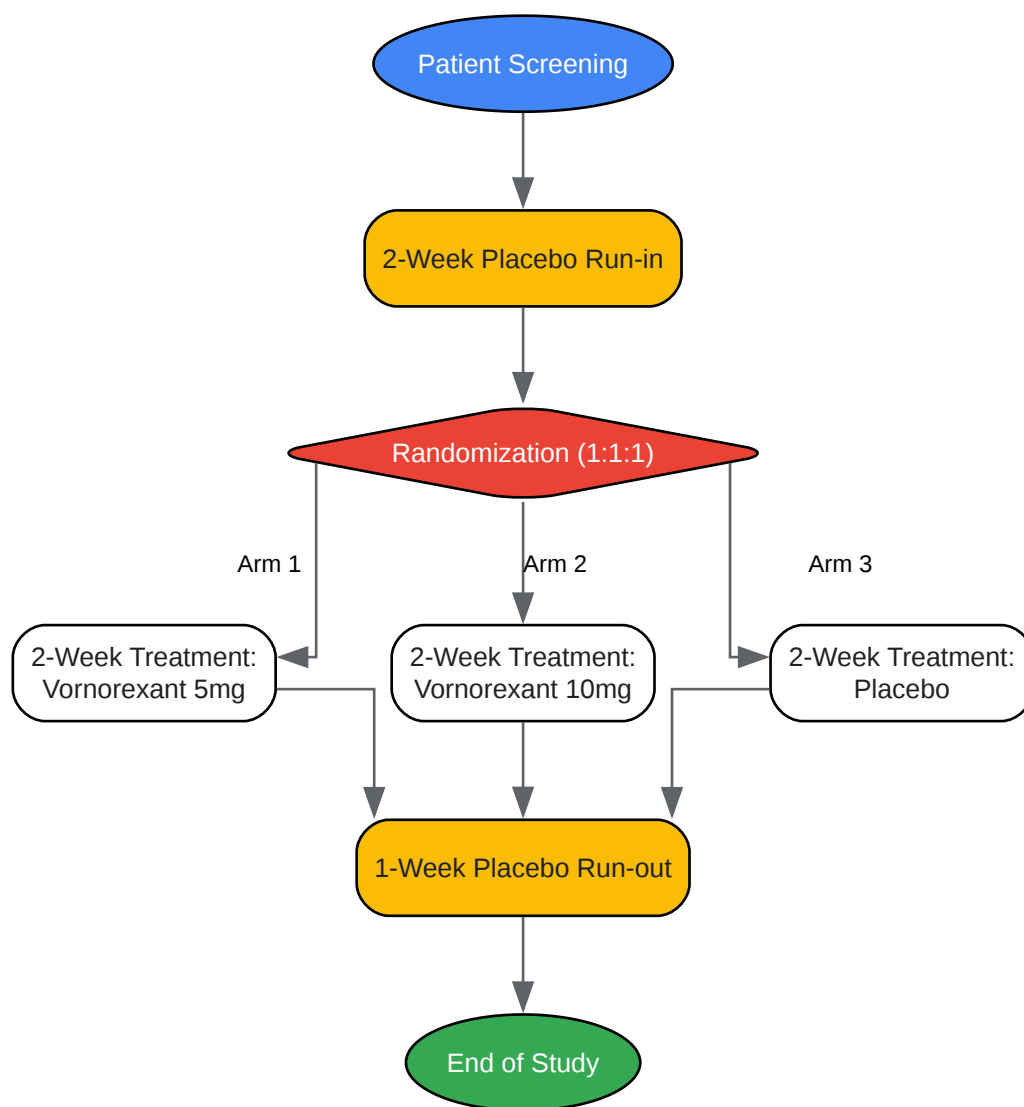 Patient Screening
2-Week Placebo Run-in
Randomization (1:1:1)
Arm 1
Arm 2
Arm 3
2-Week Treatment:
Vornorexant 5mg
2-Week Treatment:
Vornorexant 10mg
2-Week Treatment:
Placebo
1-Week Placebo Run-out
End of Study